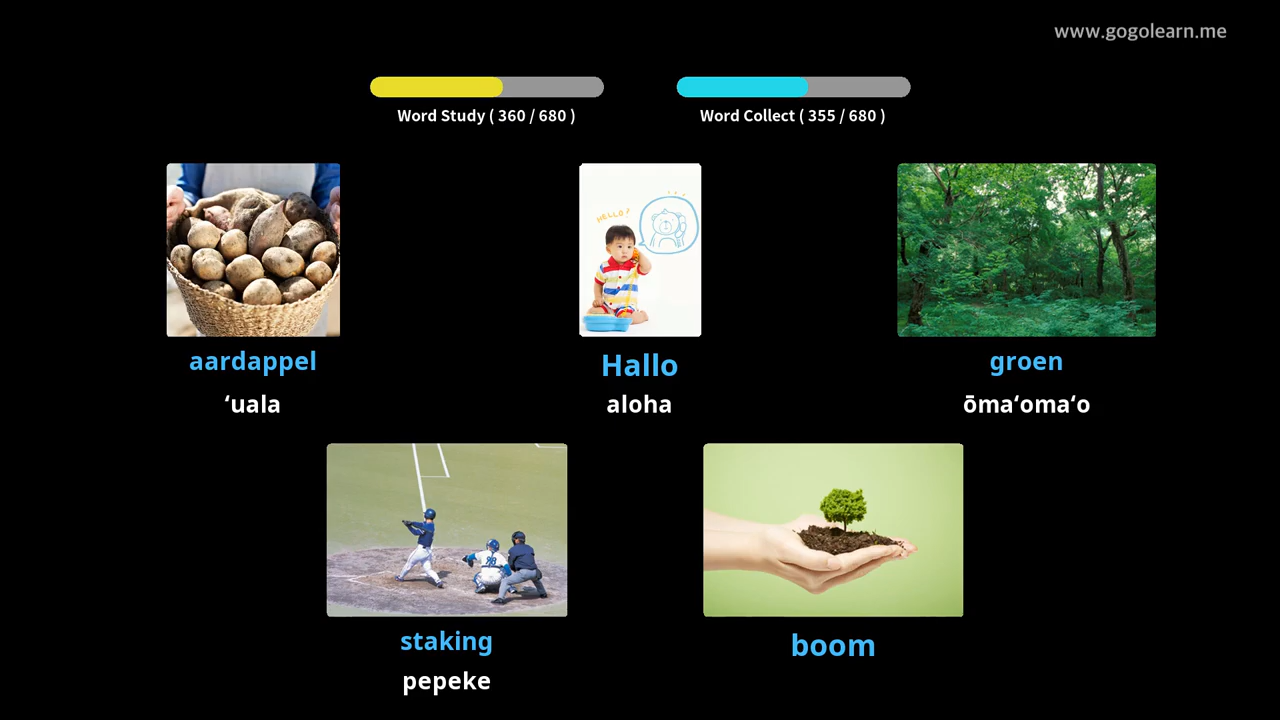 www.gogolearn.me
Word Study ( 360 / 680 )
Word Collect ( 355 / 680 )
HELLO?
aardappel
ʻuala
Hallo
aloha
groen
ōmaʻomaʻo
staking
pepeke
boom